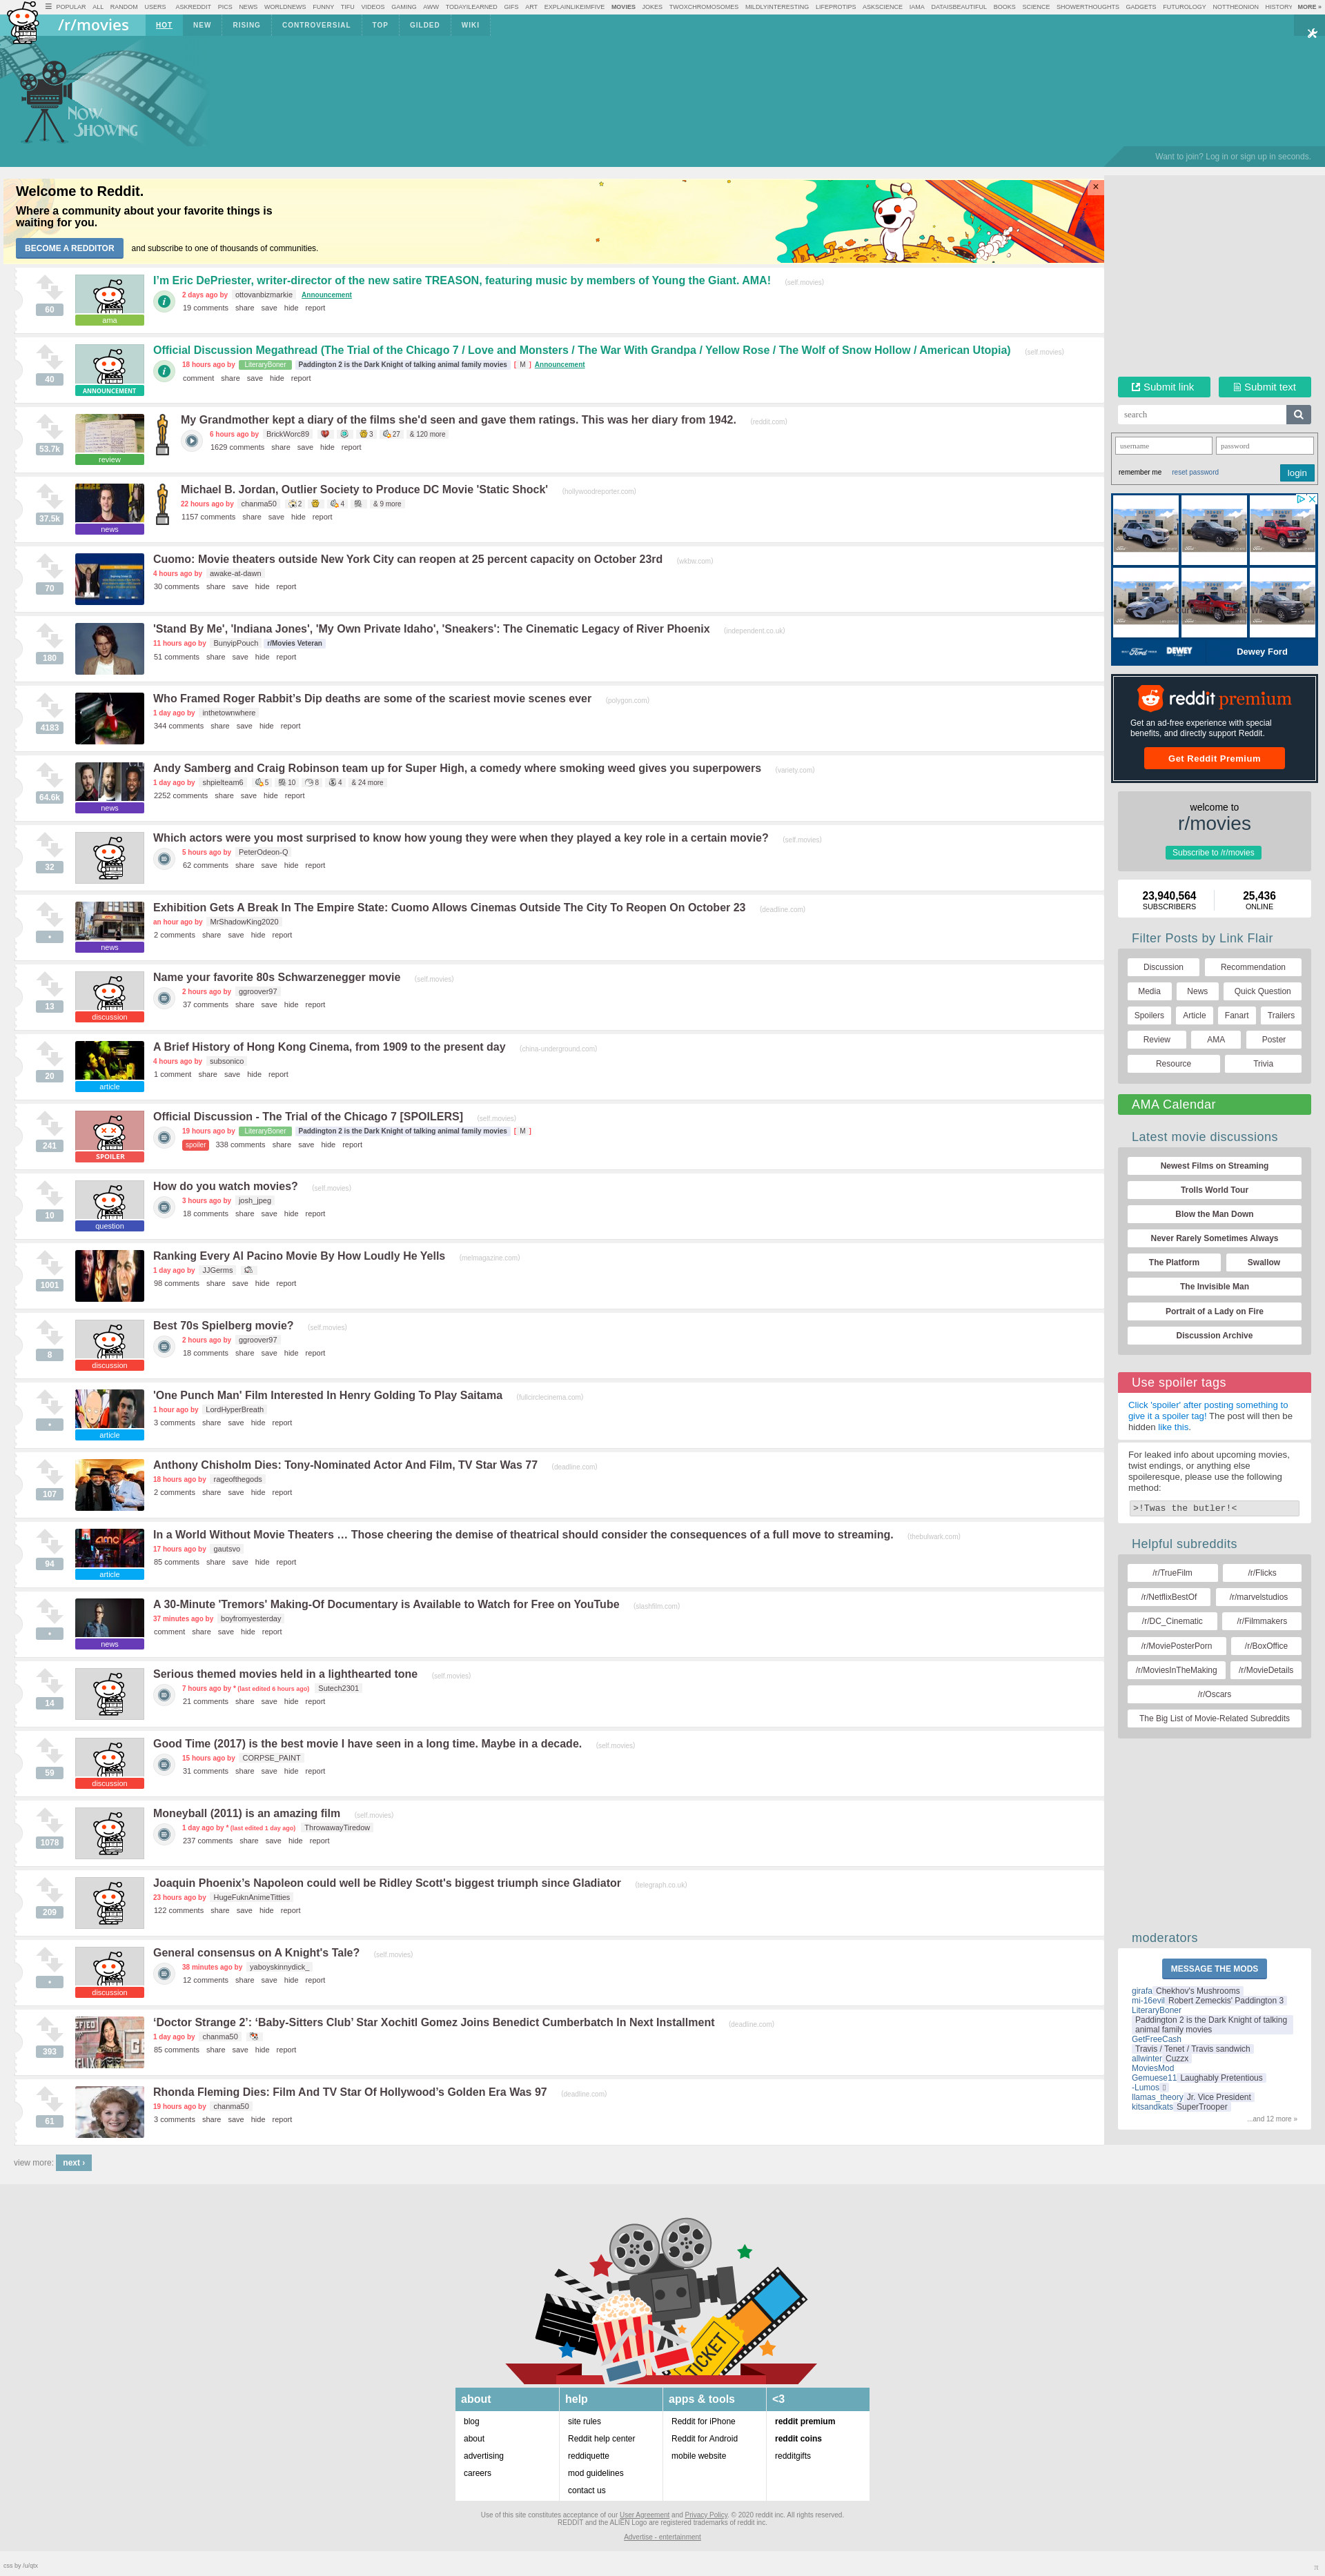 POPULAR ALL RANDOM USERS ASKREDDIT PICS NEWS WORLDNEWS FUNNY TIFU VIDEOS GAMING AWW TODAYILEARNED GIFS ART EXPLAINLIKEIMFIVE MOVIES JOKES TWOXCHROMOSOMES MILDLYINTERESTING LIFEPROTIPS ASKSCIENCE IAMA DATAISBEAUTIFUL BOOKS SCIENCE SHOWERTHOUGHTS GADGETS FUTUROLOGY NOTTHEONION HISTORY MORE »
/r/movies HOT NEW RISING CONTROVERSIAL TOP GILDED WIKI
NOW SHOWING
Want to join? Log in or sign up in seconds.
Welcome to Reddit.
Where a community about your favorite things is
waiting for you.
BECOME A REDDITOR and subscribe to one of thousands of communities.
×
I'm Eric DePriester, writer-director of the new satire TREASON, featuring music by members of Young the Giant. AMA! (self.movies)
2 days ago by ottovanbizmarkie Announcement
60
19 comments share save hide report
ama
Official Discussion Megathread (The Trial of the Chicago 7 / Love and Monsters / The War With Grandpa / Yellow Rose / The Wolf of Snow Hollow / American Utopia) (self.movies)
18 hours ago by LiteraryBoner Paddington 2 is the Dark Knight of talking animal family movies [ M ] Announcement
40
comment share save hide report
ANNOUNCEMENT
My Grandmother kept a diary of the films she'd seen and gave them ratings. This was her diary from 1942. (reddit.com)
6 hours ago by BrickWorc89 3 27 & 120 more
53.7k
1629 comments share save hide report
review
Michael B. Jordan, Outlier Society to Produce DC Movie 'Static Shock' (hollywoodreporter.com)
22 hours ago by chanma50 2 4 & 9 more
37.5k
1157 comments share save hide report
news
Cuomo: Movie theaters outside New York City can reopen at 25 percent capacity on October 23rd (wkbw.com)
4 hours ago by awake-at-dawn
70
30 comments share save hide report
'Stand By Me', 'Indiana Jones', 'My Own Private Idaho', 'Sneakers': The Cinematic Legacy of River Phoenix (independent.co.uk)
11 hours ago by BunyipPouch r/Movies Veteran
180
51 comments share save hide report
Who Framed Roger Rabbit's Dip deaths are some of the scariest movie scenes ever (polygon.com)
1 day ago by inthetownwhere
4183
344 comments share save hide report
Andy Samberg and Craig Robinson team up for Super High, a comedy where smoking weed gives you superpowers (variety.com)
1 day ago by shpielteam6 5 10 8 4 & 24 more
64.6k
2252 comments share save hide report
news
Which actors were you most surprised to know how young they were when they played a key role in a certain movie? (self.movies)
5 hours ago by PeterOdeon-Q
32
62 comments share save hide report
Exhibition Gets A Break In The Empire State: Cuomo Allows Cinemas Outside The City To Reopen On October 23 (deadline.com)
an hour ago by MrShadowKing2020
•
2 comments share save hide report
news
Name your favorite 80s Schwarzenegger movie (self.movies)
2 hours ago by ggroover97
13
37 comments share save hide report
discussion
A Brief History of Hong Kong Cinema, from 1909 to the present day (china-underground.com)
4 hours ago by subsonico
20
1 comment share save hide report
article
Official Discussion - The Trial of the Chicago 7 [SPOILERS] (self.movies)
19 hours ago by LiteraryBoner Paddington 2 is the Dark Knight of talking animal family movies [ M ]
241
spoiler 338 comments share save hide report
SPOILER
How do you watch movies? (self.movies)
3 hours ago by josh_jpeg
10
18 comments share save hide report
question
Ranking Every Al Pacino Movie By How Loudly He Yells (melmagazine.com)
1 day ago by JJGerms
1001
98 comments share save hide report
Best 70s Spielberg movie? (self.movies)
2 hours ago by ggroover97
8
18 comments share save hide report
discussion
'One Punch Man' Film Interested In Henry Golding To Play Saitama (fullcirclecinema.com)
1 hour ago by LordHyperBreath
•
3 comments share save hide report
article
Anthony Chisholm Dies: Tony-Nominated Actor And Film, TV Star Was 77 (deadline.com)
18 hours ago by rageofthegods
107
2 comments share save hide report
In a World Without Movie Theaters … Those cheering the demise of theatrical should consider the consequences of a full move to streaming. (thebulwark.com)
17 hours ago by gautsvo
94
85 comments share save hide report
article
A 30-Minute 'Tremors' Making-Of Documentary is Available to Watch for Free on YouTube (slashfilm.com)
37 minutes ago by boyfromyesterday
•
comment share save hide report
news
Serious themed movies held in a lighthearted tone (self.movies)
7 hours ago by * (last edited 6 hours ago) Sutech2301
14
21 comments share save hide report
Good Time (2017) is the best movie I have seen in a long time. Maybe in a decade. (self.movies)
15 hours ago by CORPSE_PAINT
59
31 comments share save hide report
discussion
Moneyball (2011) is an amazing film (self.movies)
1 day ago by * (last edited 1 day ago) ThrowawayTiredow
1078
237 comments share save hide report
Joaquin Phoenix's Napoleon could well be Ridley Scott's biggest triumph since Gladiator (telegraph.co.uk)
23 hours ago by HugeFuknAnimeTitties
209
122 comments share save hide report
General consensus on A Knight's Tale? (self.movies)
38 minutes ago by yaboyskinnydick_
•
12 comments share save hide report
discussion
'Doctor Strange 2': 'Baby-Sitters Club' Star Xochitl Gomez Joins Benedict Cumberbatch In Next Installment (deadline.com)
1 day ago by chanma50
393
85 comments share save hide report
Rhonda Fleming Dies: Film And TV Star Of Hollywood's Golden Era Was 97 (deadline.com)
19 hours ago by chanma50
61
3 comments share save hide report
view more: next ›
Submit link Submit text
search
username password
remember me reset password login
Ford DEWEY Dewey Ford
reddit premium
Get an ad-free experience with special
benefits, and directly support Reddit.
Get Reddit Premium
welcome to
r/movies
Subscribe to /r/movies
23,940,564 25,436
SUBSCRIBERS ONLINE
Filter Posts by Link Flair
Discussion Recommendation
Media News Quick Question
Spoilers Article Fanart Trailers
Review AMA Poster
Resource Trivia
AMA Calendar
Latest movie discussions
Newest Films on Streaming
Trolls World Tour
Blow the Man Down
Never Rarely Sometimes Always
The Platform Swallow
The Invisible Man
Portrait of a Lady on Fire
Discussion Archive
Use spoiler tags
Click 'spoiler' after posting something to
give it a spoiler tag! The post will then be
hidden like this.
For leaked info about upcoming movies,
twist endings, or anything else
spoileresque, please use the following
method:
>!Twas the butler!<
Helpful subreddits
/r/TrueFilm /r/Flicks
/r/NetflixBestOf /r/marvelstudios
/r/DC_Cinematic /r/Filmmakers
/r/MoviePosterPorn /r/BoxOffice
/r/MoviesInTheMaking /r/MovieDetails
/r/Oscars
The Big List of Movie-Related Subreddits
moderators
MESSAGE THE MODS
girafa Chekhov's Mushrooms
mi-16evil Robert Zemeckis' Paddington 3
LiteraryBoner
Paddington 2 is the Dark Knight of talking
animal family movies
GetFreeCash
Travis / Tenet / Travis sandwich
allwinter Cuzzx
MoviesMod
Gemuese11 Laughably Pretentious
-Lumos
llamas_theory Jr. Vice President
kitsandkats SuperTrooper
...and 12 more »
TICKET
about help apps & tools <3
blog site rules Reddit for iPhone reddit premium
about Reddit help center Reddit for Android reddit coins
advertising reddiquette mobile website redditgifts
careers mod guidelines
contact us
Use of this site constitutes acceptance of our User Agreement and Privacy Policy. © 2020 reddit inc. All rights reserved.
REDDIT and the ALIEN Logo are registered trademarks of reddit inc.
Advertise - entertainment
css by /u/qtx
π